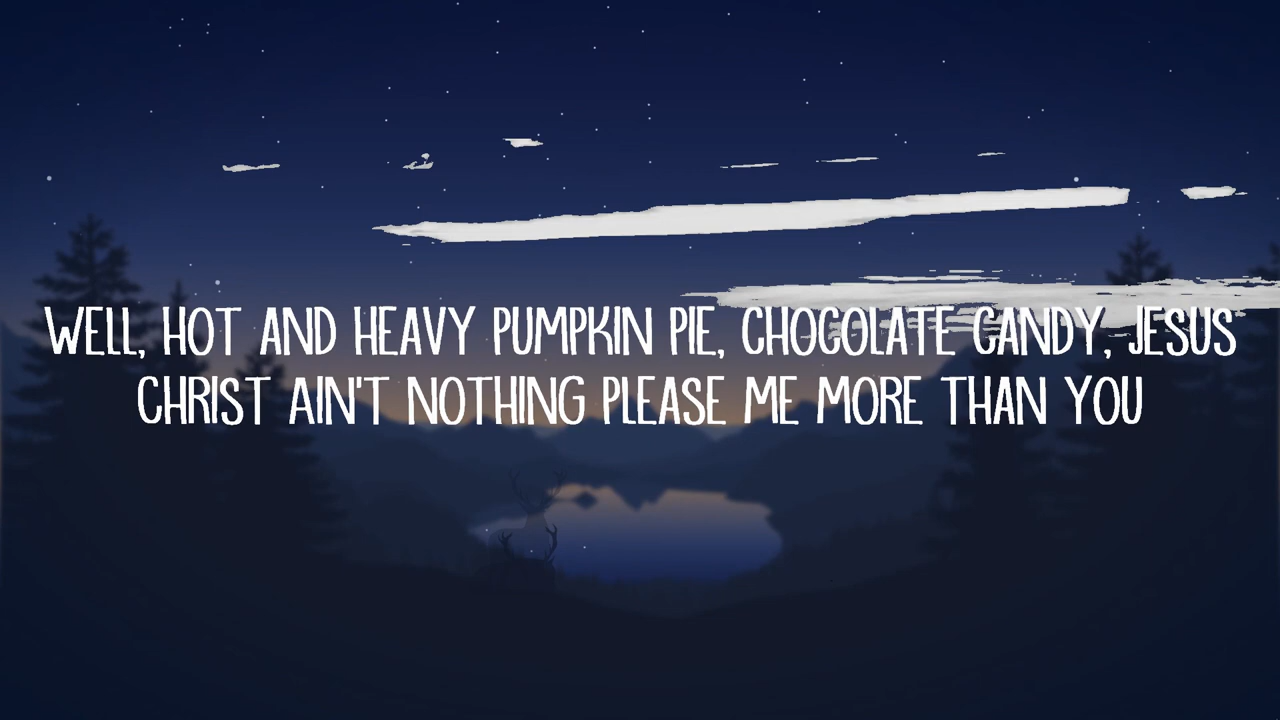 WELL, HOT AND HEAVY PUMPKIN PIE, CHOCOLATE CANDY, JESUS
CHRIST AIN'T NOTHING PLEASE ME MORE THAN YOU